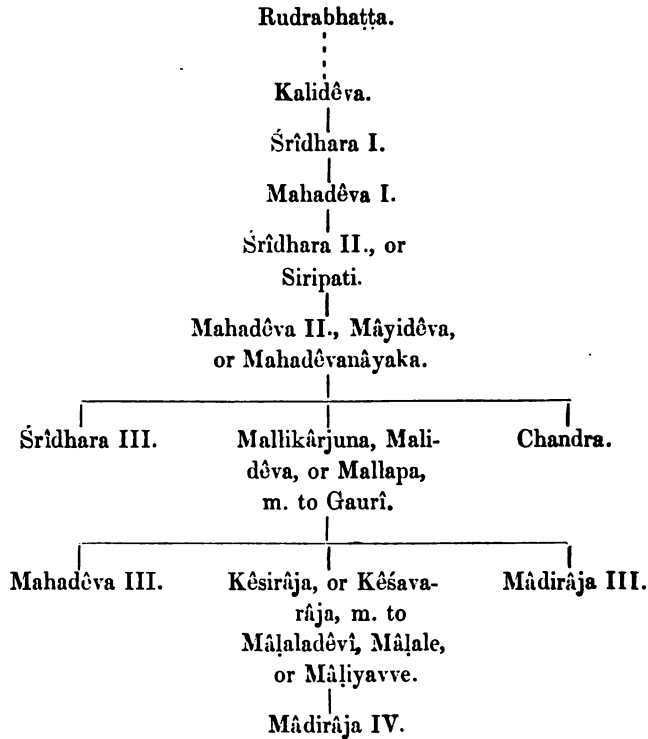 Rudrabhaṭṭa.
Kalidêva.
Śrîdhara I.
Mahadêva I.
Śrîdhara II., or
Siripati.
Mahadêva II., Mâyidêva,
or Mahadêvanâyaka.
Śrîdhara III.
Mallikârjuna, Mali-
dêva, or Mallapa,
m. to Gaurî.
Chandra.
Mahadêva III.
Kêsirâja, or Kêśava-
râja, m. to
Mâḷaladêvî, Mâḷale,
or Mâḷiyavve.
Mâdirâja III.
Mâdirâja IV.